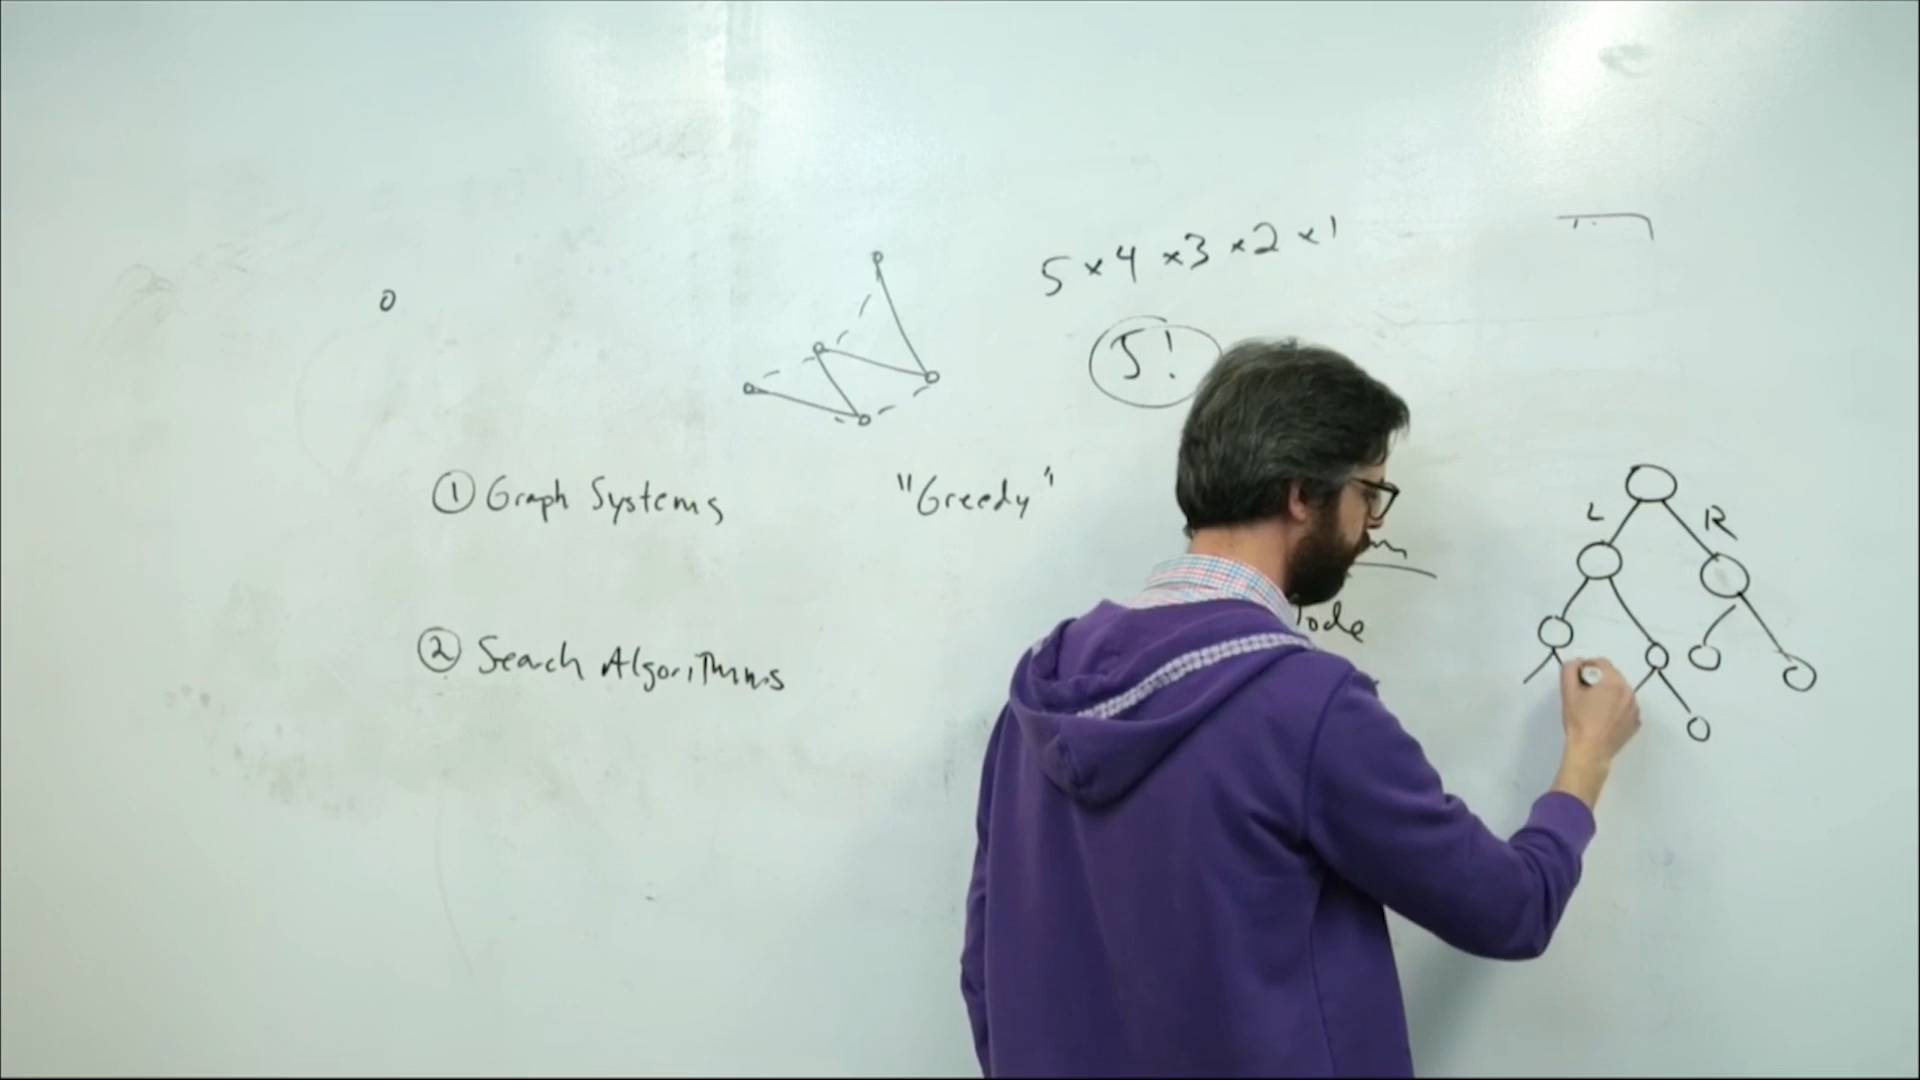 5 × 4 × 3 × 2 × 1
5!
① Graph Systems
"Greedy"
L
R
② Search Algorithms